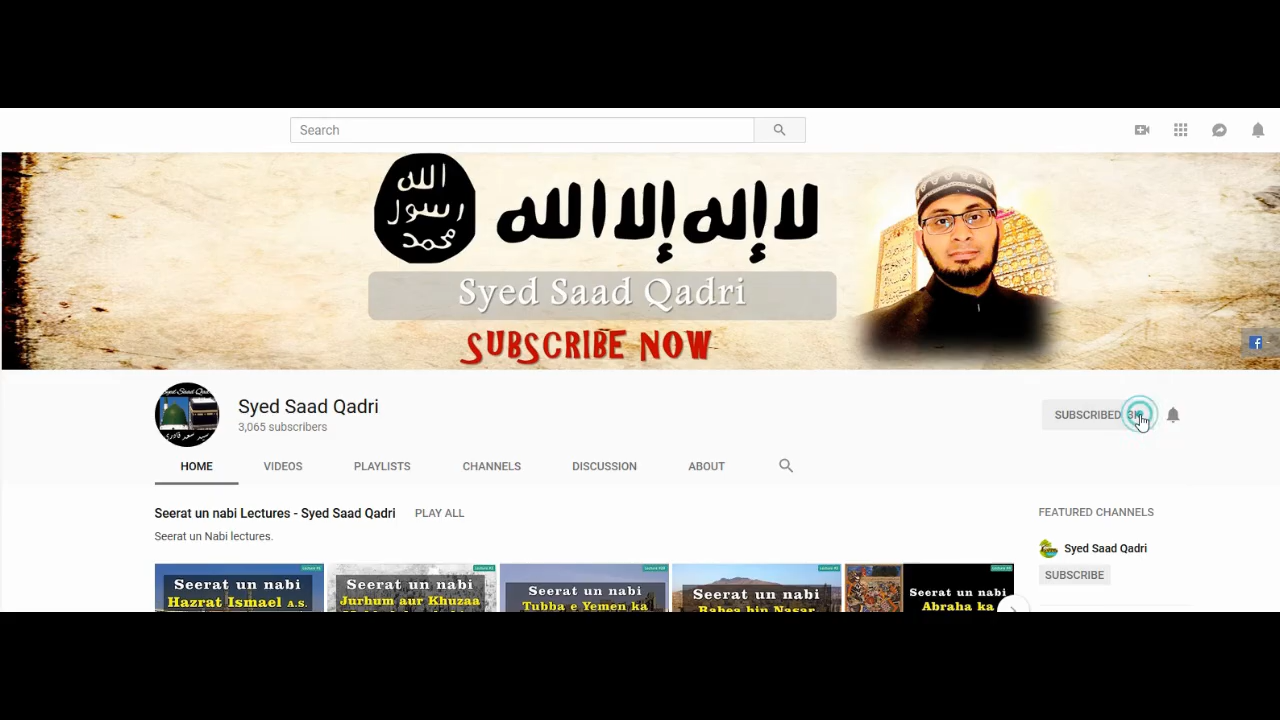 Search
الله
رسول
محمد
لا إله إلا الله
Syed Saad Qadri
SUBSCRIBE NOW
Syed Saad Qadri
3,065 subscribers
SUBSCRIBED
HOME VIDEOS PLAYLISTS CHANNELS DISCUSSION ABOUT
Seerat un nabi Lectures - Syed Saad Qadri PLAY ALL
Seerat un Nabi lectures.
FEATURED CHANNELS
Syed Saad Qadri
SUBSCRIBE
Seerat un nabi
Hazrat Ismael A.S.
Seerat un nabi
Jurhum aur Khuzaa
Seerat un nabi
Tubba e Yemen ka
Seerat un nabi
Rabea bin Nasar
Seerat un nabi
Abraha ka